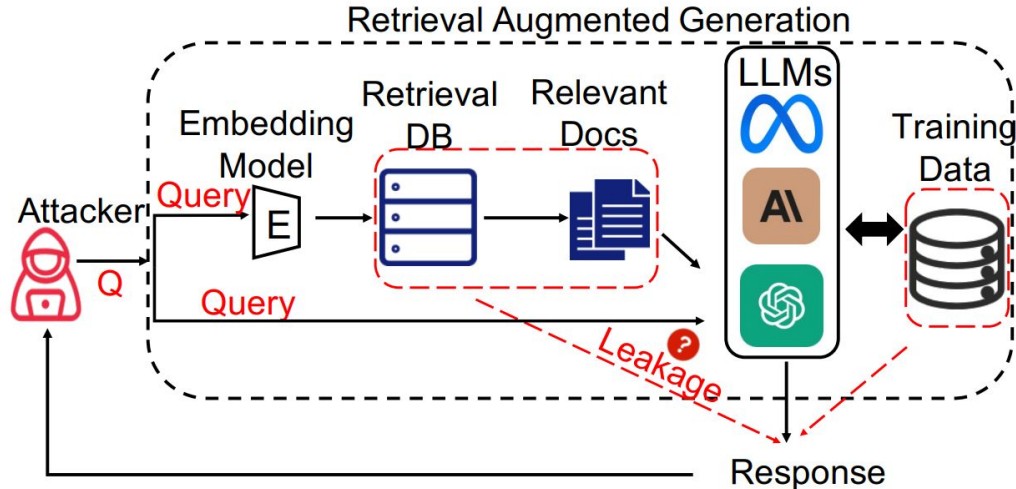 Retrieval Augmented Generation
LLMs
Retrieval
DB
Relevant
Docs
Embedding
Model
Training
Data
Attacker
Query
E
A\
Q
Query
?
Leakage
Response